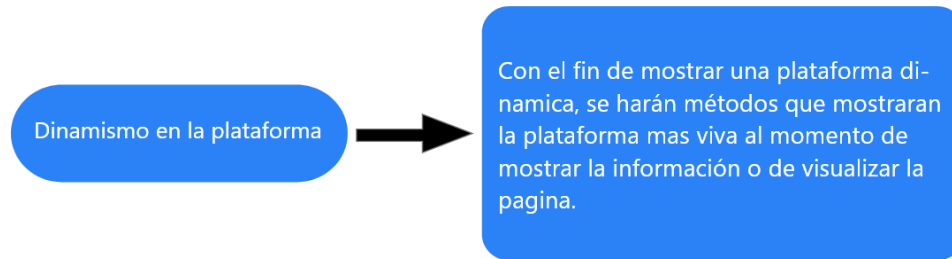 Dinamismo en la plataforma
Con el fin de mostrar una plataforma di-
namica, se harán métodos que mostraran
la plataforma mas viva al momento de
mostrar la información o de visualizar la
pagina.